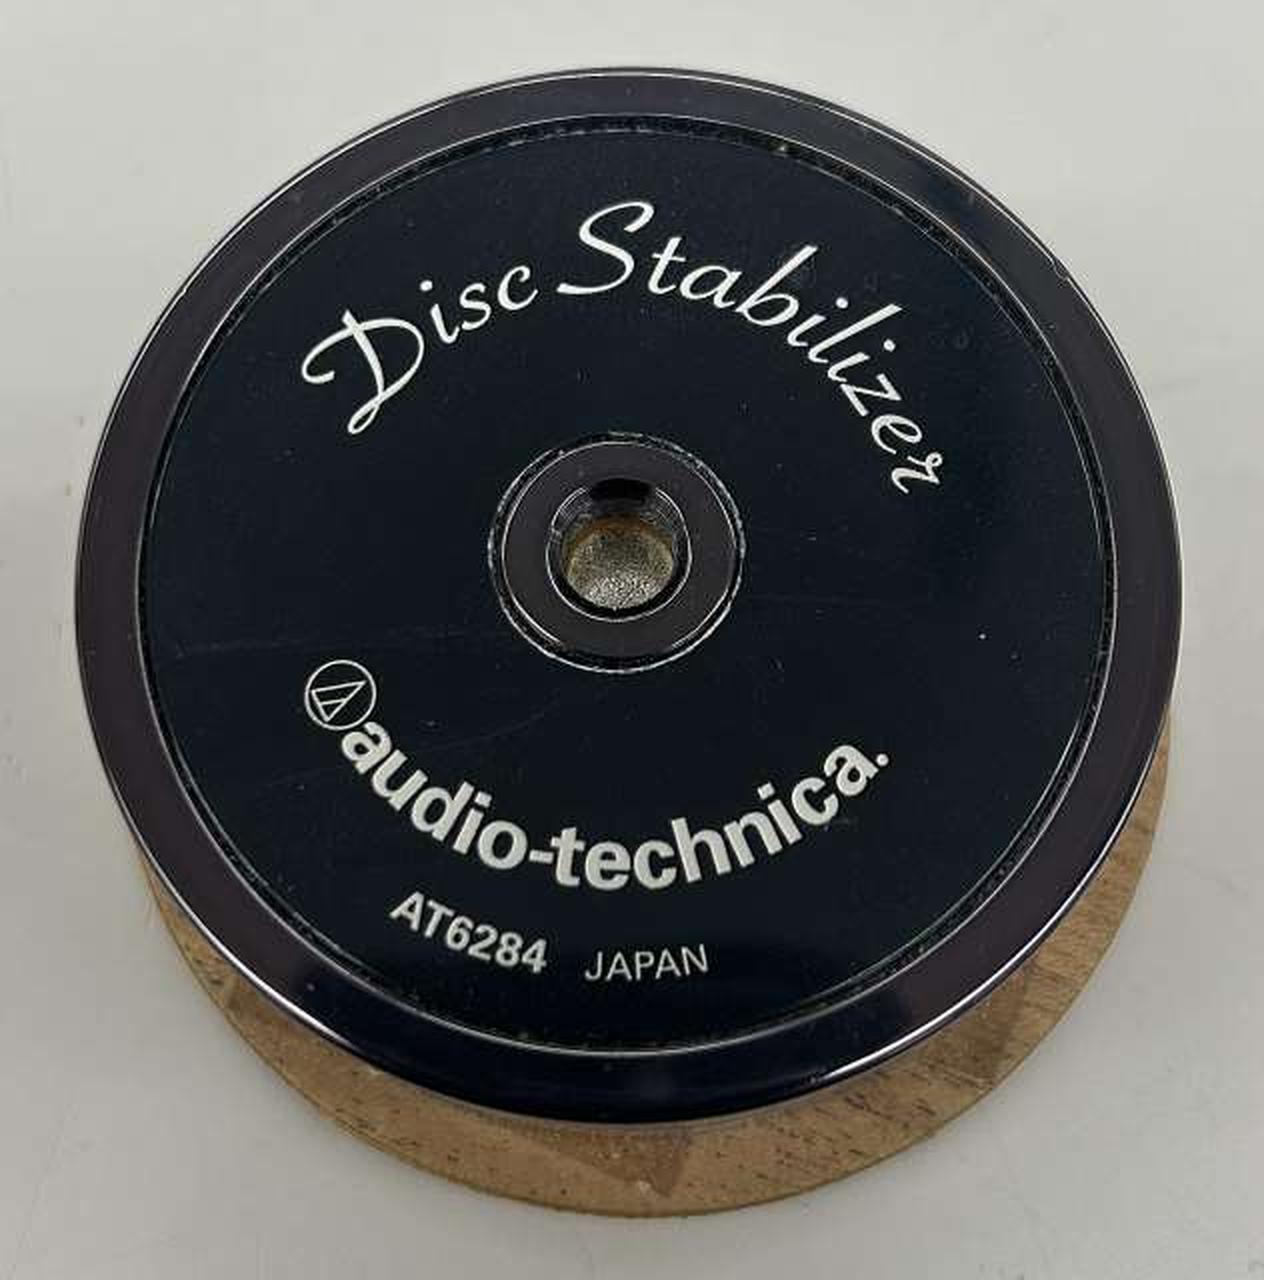 Disc Stabilizer
audio-technica.
AT6284 JAPAN